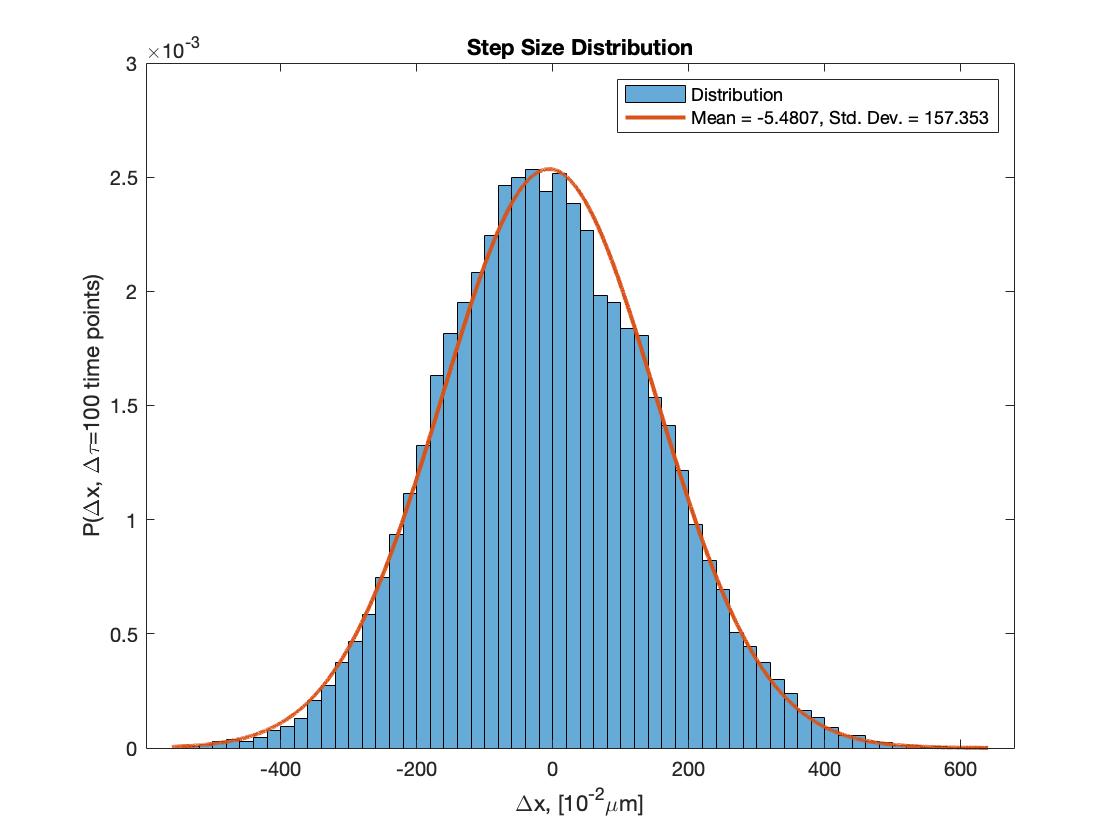 Step Size Distribution
×10⁻³
Distribution
Mean = -5.4807, Std. Dev. = 157.353
3
2.5
2
1.5
1
0.5
0
P(Δx, Δτ=100 time points)
-400 -200 0 200 400 600
Δx, [10⁻²μm]